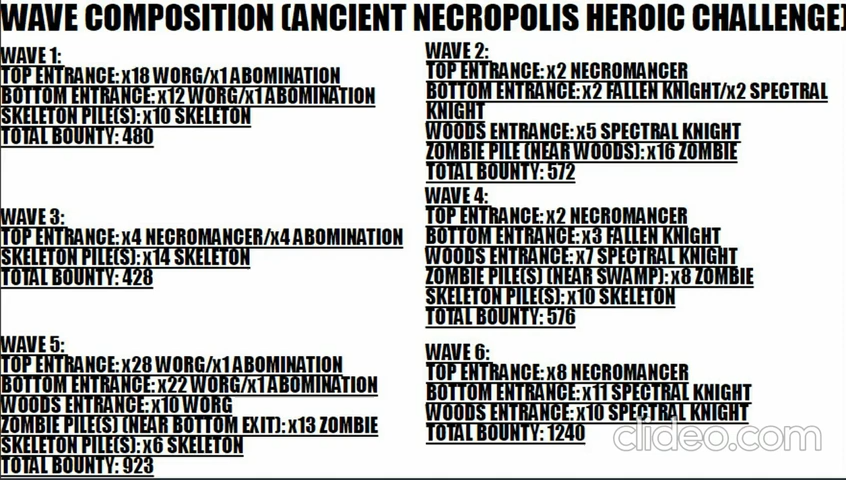 WAVE COMPOSITION (ANCIENT NECROPOLIS HEROIC CHALLENGE)
WAVE 1:
TOP ENTRANCE: x18 WORG/x1 ABOMINATION
BOTTOM ENTRANCE: x12 WORG/x1 ABOMINATION
SKELETON PILE(S): x10 SKELETON
TOTAL BOUNTY: 480
WAVE 2:
TOP ENTRANCE: x2 NECROMANCER
BOTTOM ENTRANCE: x2 FALLEN KNIGHT/x2 SPECTRAL
KNIGHT
WOODS ENTRANCE: x5 SPECTRAL KNIGHT
ZOMBIE PILE (NEAR WOODS): x16 ZOMBIE
TOTAL BOUNTY: 572
WAVE 3:
TOP ENTRANCE: x4 NECROMANCER/x4 ABOMINATION
SKELETON PILE(S): x14 SKELETON
TOTAL BOUNTY: 428
WAVE 4:
TOP ENTRANCE: x2 NECROMANCER
BOTTOM ENTRANCE: x3 FALLEN KNIGHT
WOODS ENTRANCE: x7 SPECTRAL KNIGHT
ZOMBIE PILE(S) (NEAR SWAMP): x8 ZOMBIE
SKELETON PILE(S): x10 SKELETON
TOTAL BOUNTY: 576
WAVE 5:
TOP ENTRANCE: x28 WORG/x1 ABOMINATION
BOTTOM ENTRANCE: x22 WORG/x1 ABOMINATION
WOODS ENTRANCE: x10 WORG
ZOMBIE PILE(S) (NEAR BOTTOM EXIT): x13 ZOMBIE
SKELETON PILE(S): x6 SKELETON
TOTAL BOUNTY: 923
WAVE 6:
TOP ENTRANCE: x8 NECROMANCER
BOTTOM ENTRANCE: x11 SPECTRAL KNIGHT
WOODS ENTRANCE: x10 SPECTRAL KNIGHT
TOTAL BOUNTY: 1240
clideo.com